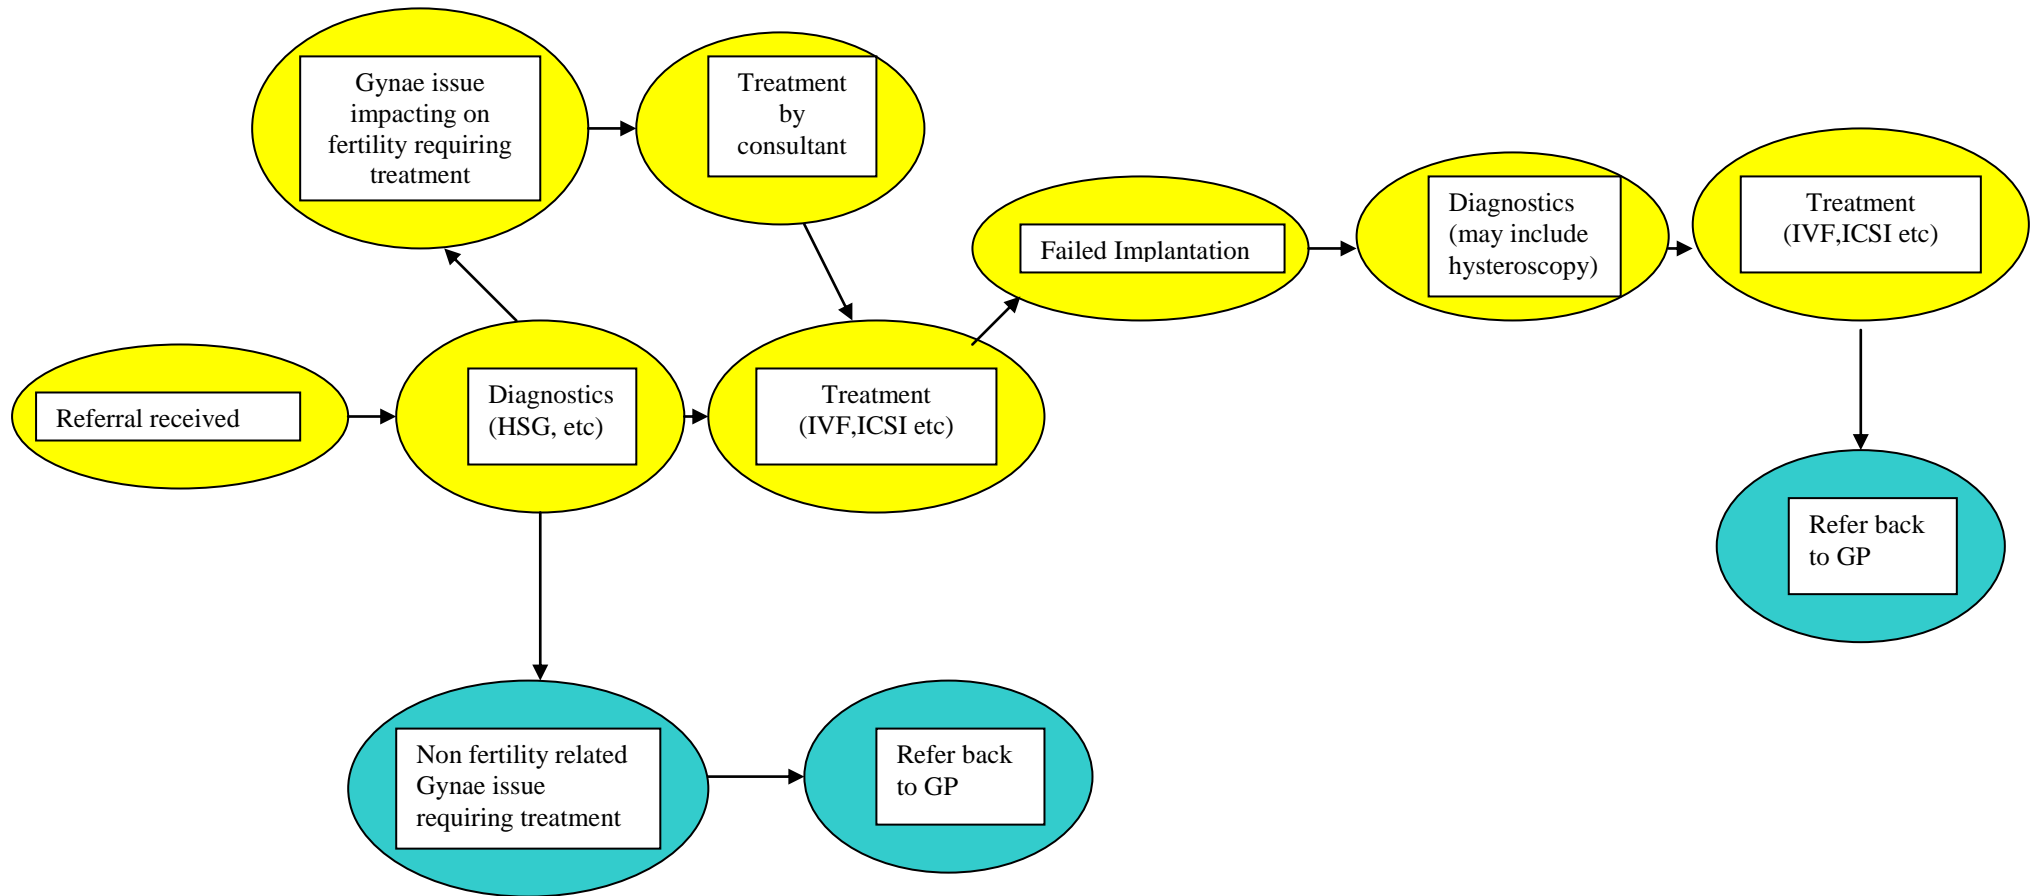 Gynae issue
impacting on
fertility requiring
treatment
Treatment
by
consultant
Failed Implantation
Diagnostics
(may include
hysteroscopy)
Treatment
(IVF,ICSI etc)
Referral received
Diagnostics
(HSG, etc)
Treatment
(IVF,ICSI etc)
Refer back
to GP
Non fertility related
Gynae issue
requiring treatment
Refer back
to GP